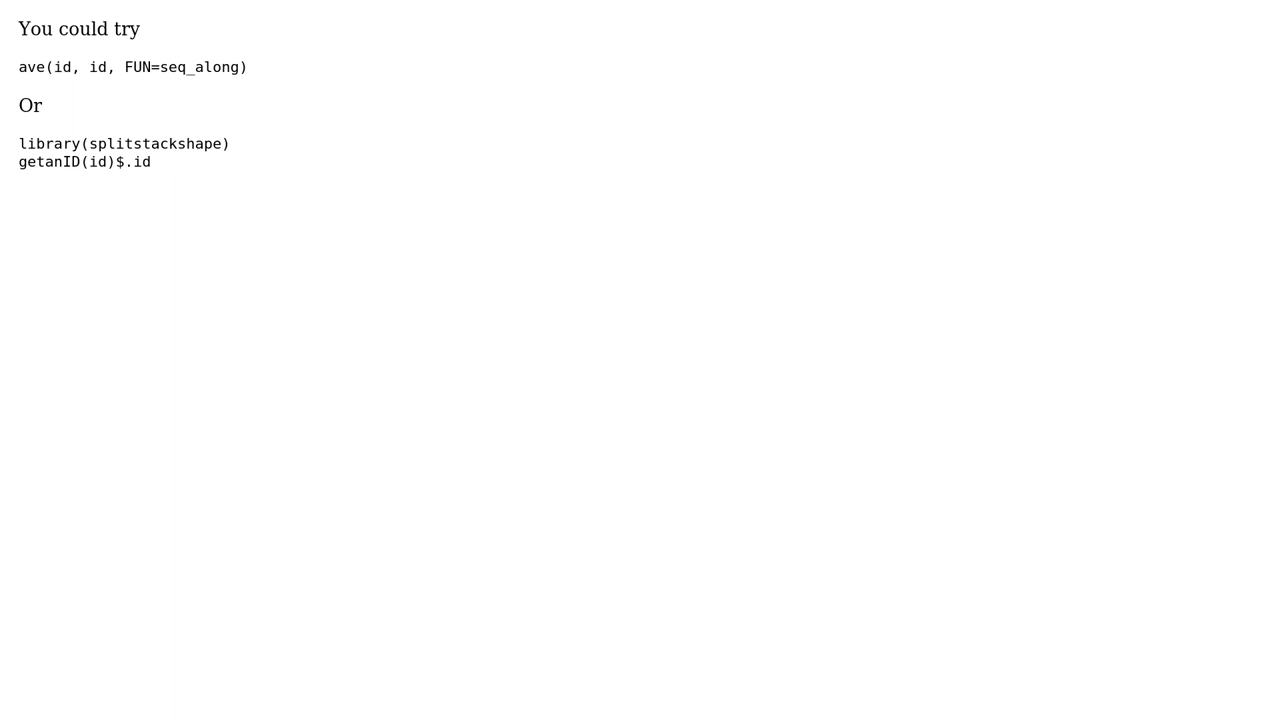 You could try
ave(id, id, FUN=seq_along)
Or
library(splitstackshape)
getanID(id)$.id